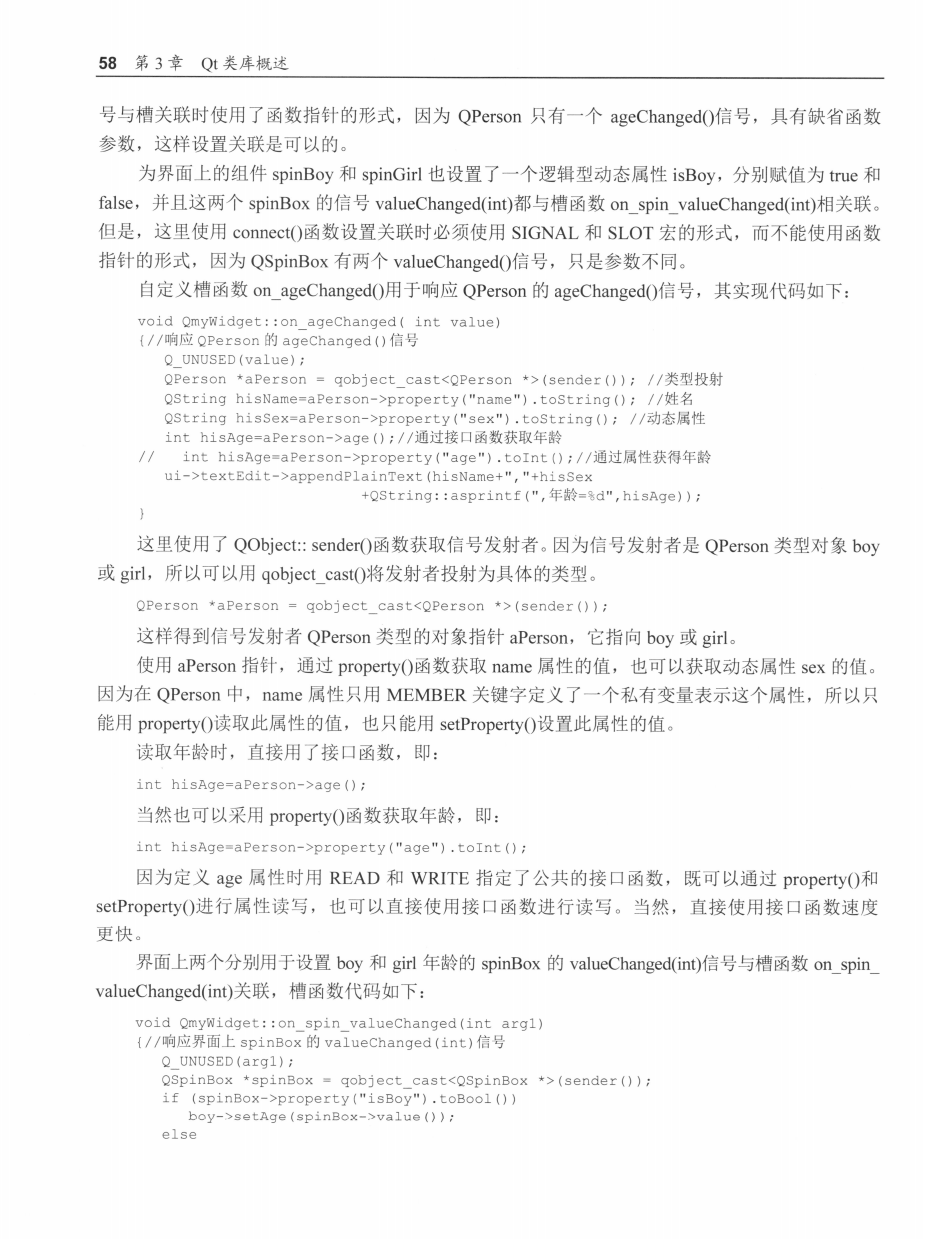 58 第 3 章 Qt 类库概述
号与槽关联时使用了函数指针的形式，因为 QPerson 只有一个 ageChanged()信号，具有缺省函数
参数，这样设置关联是可以的。
为界面上的组件 spinBoy 和 spinGirl 也设置了一个逻辑型动态属性 isBoy，分别赋值为 true 和
false，并且这两个 spinBox 的信号 valueChanged(int)都与槽函数 on_spin_valueChanged(int)相关联。
但是，这里使用 connect()函数设置关联时必须使用 SIGNAL 和 SLOT 宏的形式，而不能使用函数
指针的形式，因为 QSpinBox 有两个 valueChanged()信号，只是参数不同。
自定义槽函数 on_ageChanged()用于响应 QPerson 的 ageChanged()信号，其实现代码如下：
void QmyWidget::on_ageChanged( int value)
{//响应 QPerson 的 ageChanged()信号
Q_UNUSED(value);
QPerson *aPerson = qobject_cast<QPerson *>(sender()); //类型投射
QString hisName=aPerson->property("name").toString(); //姓名
QString hisSex=aPerson->property("sex").toString(); //动态属性
int hisAge=aPerson->age();//通过接口函数获取年龄
// int hisAge=aPerson->property("age").toInt();//通过属性获得年龄
ui->textEdit->appendPlainText(hisName+","+hisSex
+QString::asprintf(",年龄=%d",hisAge));
}
这里使用了 QObject:: sender()函数获取信号发射者。因为信号发射者是 QPerson 类型对象 boy
或 girl，所以可以用 qobject_cast()将发射者投射为具体的类型。
QPerson *aPerson = qobject_cast<QPerson *>(sender());
这样得到信号发射者 QPerson 类型的对象指针 aPerson，它指向 boy 或 girl。
使用 aPerson 指针，通过 property()函数获取 name 属性的值，也可以获取动态属性 sex 的值。
因为在 QPerson 中，name 属性只用 MEMBER 关键字定义了一个私有变量表示这个属性，所以只
能用 property()读取此属性的值，也只能用 setProperty()设置此属性的值。
读取年龄时，直接用了接口函数，即：
int hisAge=aPerson->age();
当然也可以采用 property()函数获取年龄，即：
int hisAge=aPerson->property("age").toInt();
因为定义 age 属性时用 READ 和 WRITE 指定了公共的接口函数，既可以通过 property()和
setProperty()进行属性读写，也可以直接使用接口函数进行读写。当然，直接使用接口函数速度
更快。
界面上两个分别用于设置 boy 和 girl 年龄的 spinBox 的 valueChanged(int)信号与槽函数 on_spin_
valueChanged(int)关联，槽函数代码如下：
void QmyWidget::on_spin_valueChanged(int arg1)
{//响应界面上 spinBox 的 valueChanged(int)信号
Q_UNUSED(arg1);
QSpinBox *spinBox = qobject_cast<QSpinBox *>(sender());
if (spinBox->property("isBoy").toBool())
boy->setAge(spinBox->value());
else